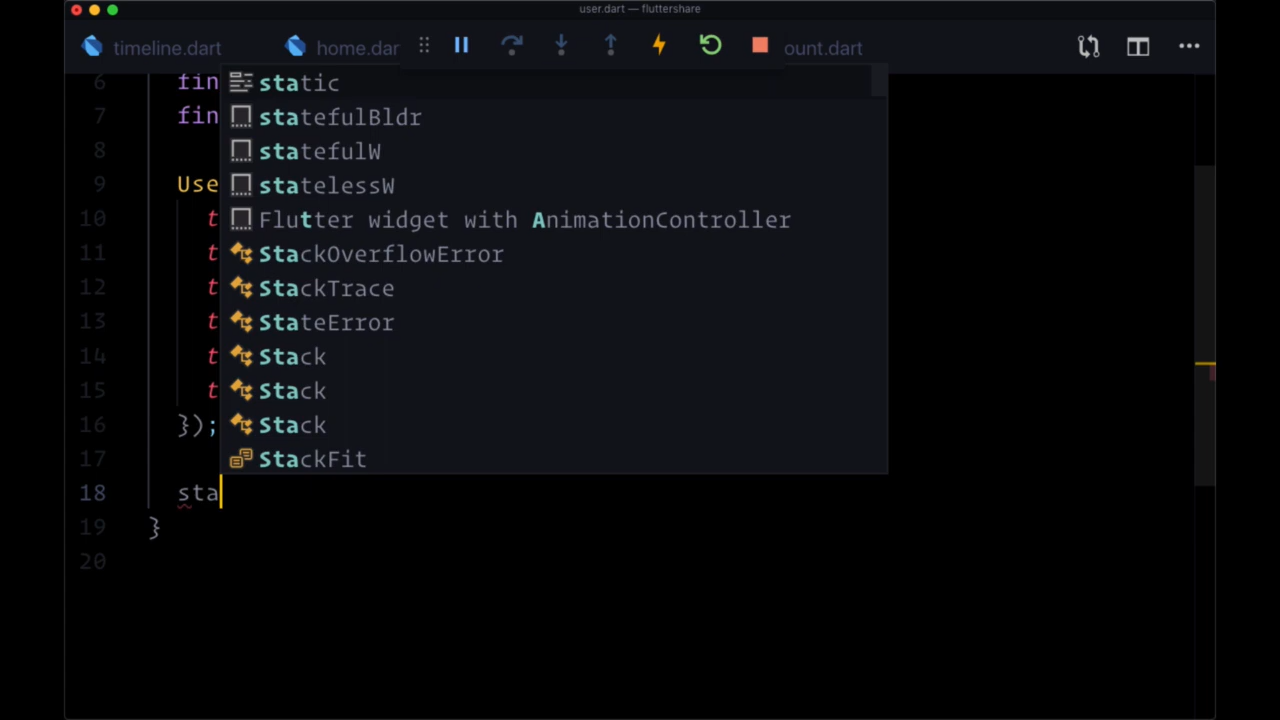 user.dart — fluttershare
timeline.dart home.dar ount.dart
6 fin
7 fin
8
9 Use
10 t
11 t
12 t
13 t
14 t
15 t
16 });
17
18 sta
19 }
20
static
statefulBldr
statefulW
statelessW
Flutter widget with AnimationController
StackOverflowError
StackTrace
StateError
Stack
Stack
Stack
StackFit